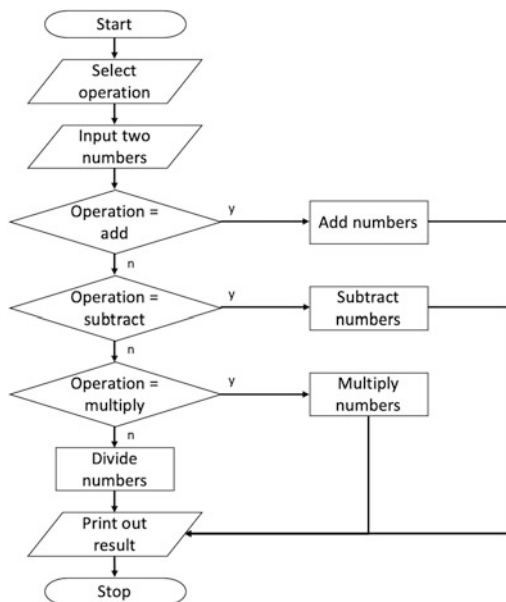 Start
Select
operation
Input two
numbers
Operation =
add
y
Add numbers
n
Operation =
subtract
y
Subtract
numbers
n
Operation =
multiply
y
Multiply
numbers
n
Divide
numbers
Print out
result
Stop